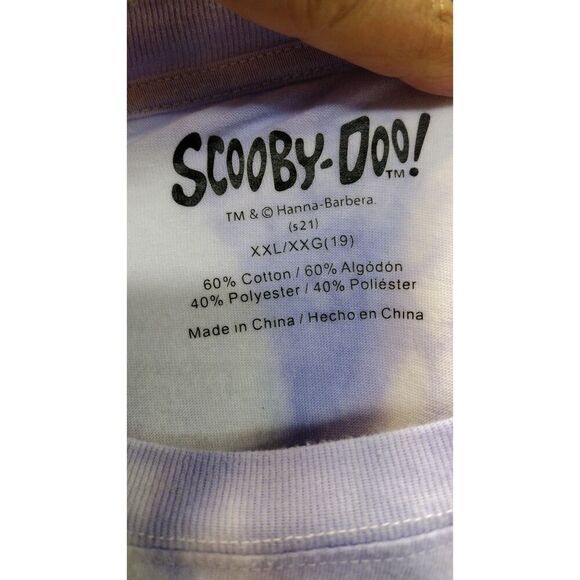 SCOOBY-DOO!™
TM & © Hanna-Barbera.
(s21)
XXL/XXG(19)
60% Cotton / 60% Algódón
40% Polyester / 40% Poliéster
Made in China / Hecho en China